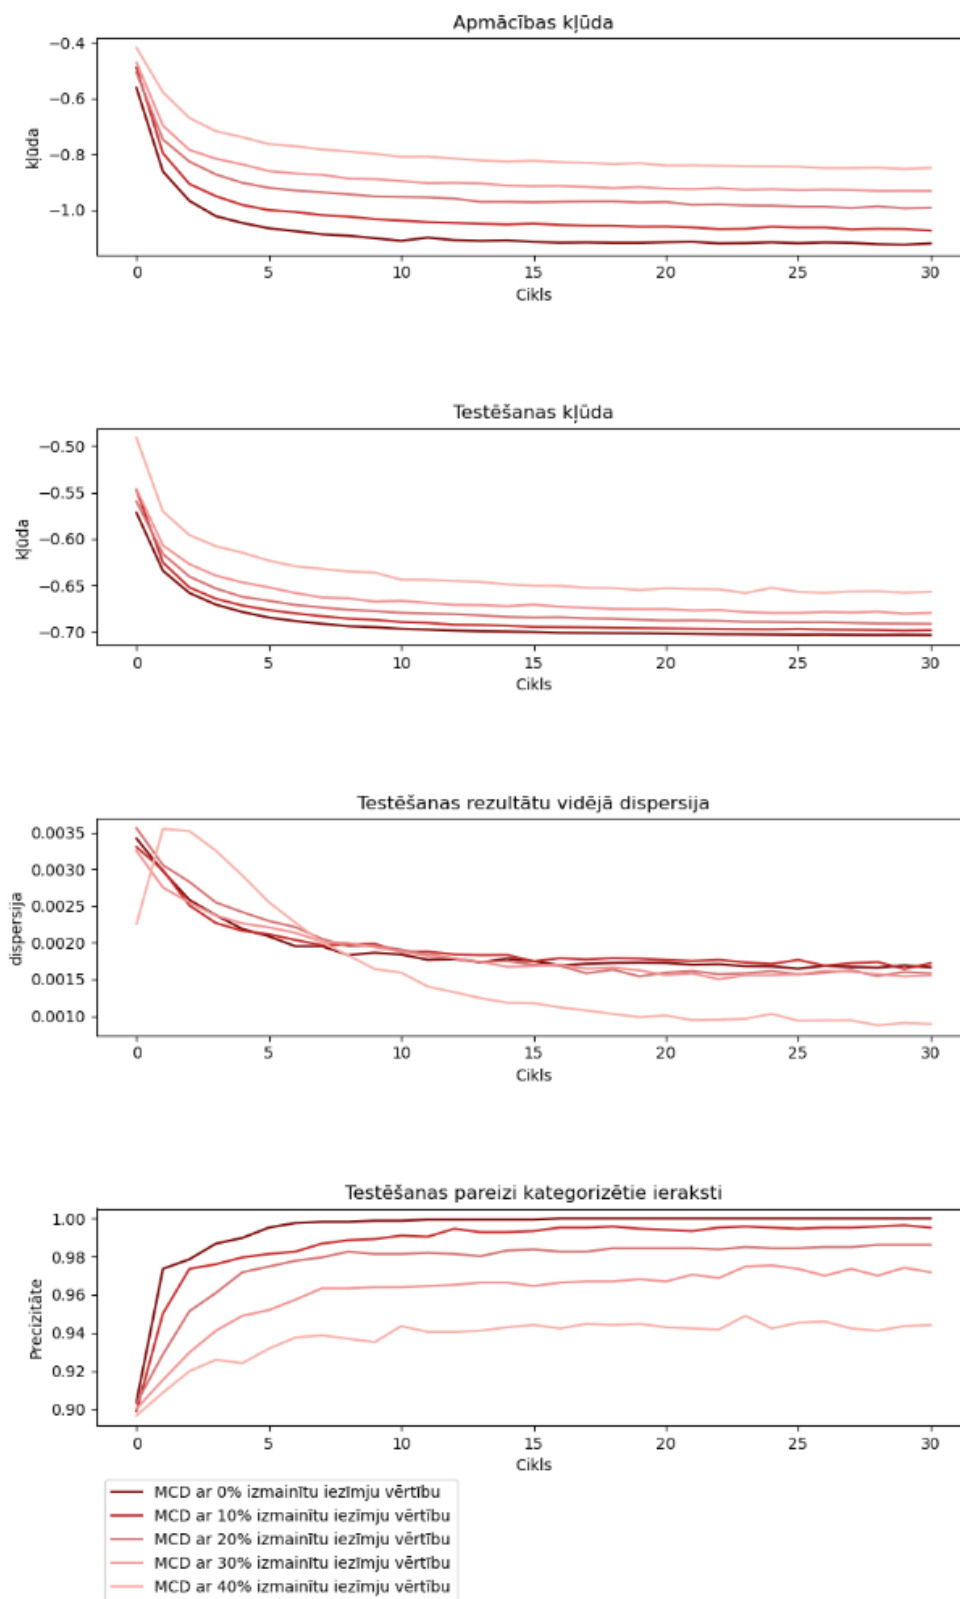 Apmācības kļūda
−0.4
−0.6
−0.8
−1.0
kļūda
0 5 10 15 20 25 30
Cikls
Testēšanas kļūda
−0.50
−0.55
−0.60
−0.65
−0.70
kļūda
0 5 10 15 20 25 30
Cikls
Testēšanas rezultātu vidējā dispersija
0.0035
0.0030
0.0025
0.0020
0.0015
0.0010
dispersija
0 5 10 15 20 25 30
Cikls
Testēšanas pareizi kategorizētie ieraksti
1.00
0.98
0.96
0.94
0.92
0.90
Precizitāte
0 5 10 15 20 25 30
Cikls
MCD ar 0% izmainītu iezīmju vērtību
MCD ar 10% izmainītu iezīmju vērtību
MCD ar 20% izmainītu iezīmju vērtību
MCD ar 30% izmainītu iezīmju vērtību
MCD ar 40% izmainītu iezīmju vērtību